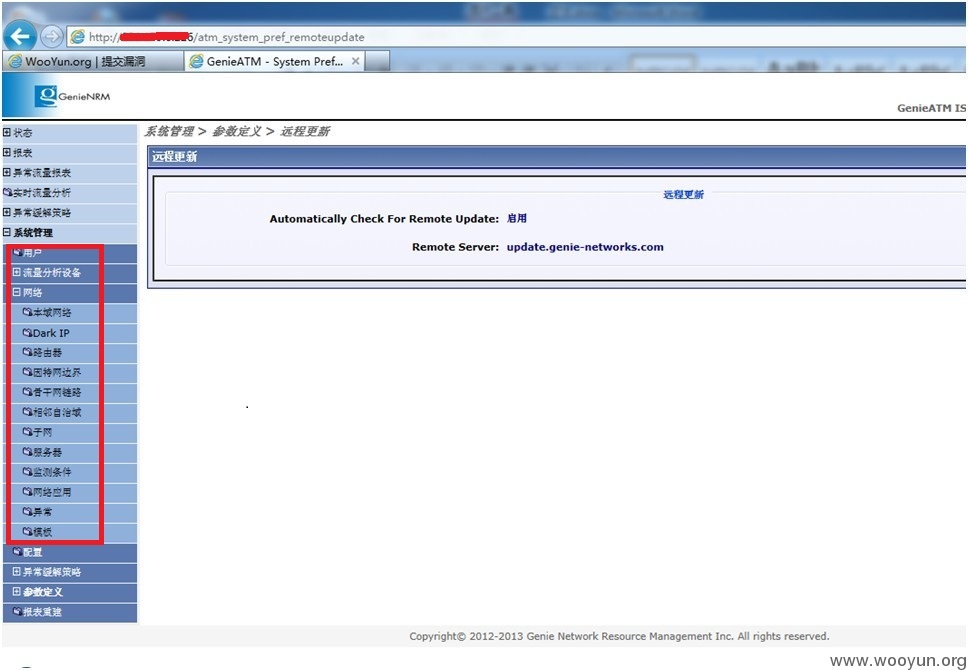 http://
6/atm_system_pref_remoteupdate
WooYun.org | 提交漏洞
GenieATM - System Pref...
GenieNRM
GenieATM IS
状态
报表
异常流量报表
实时流量分析
异常缓解策略
系统管理
用户
流量分析设备
网络
本域网络
Dark IP
路由器
因特网边界
骨干网链路
相邻自治域
子网
服务器
监测条件
网络应用
异常
模板
配置
异常缓解策略
参数定义
报表重建
系统管理 > 参数定义 > 远程更新
远程更新
远程更新
Automatically Check For Remote Update: 启用
Remote Server: update.genie-networks.com
Copyright© 2012-2013 Genie Network Resource Management Inc. All rights reserved.
www.wooyun.org